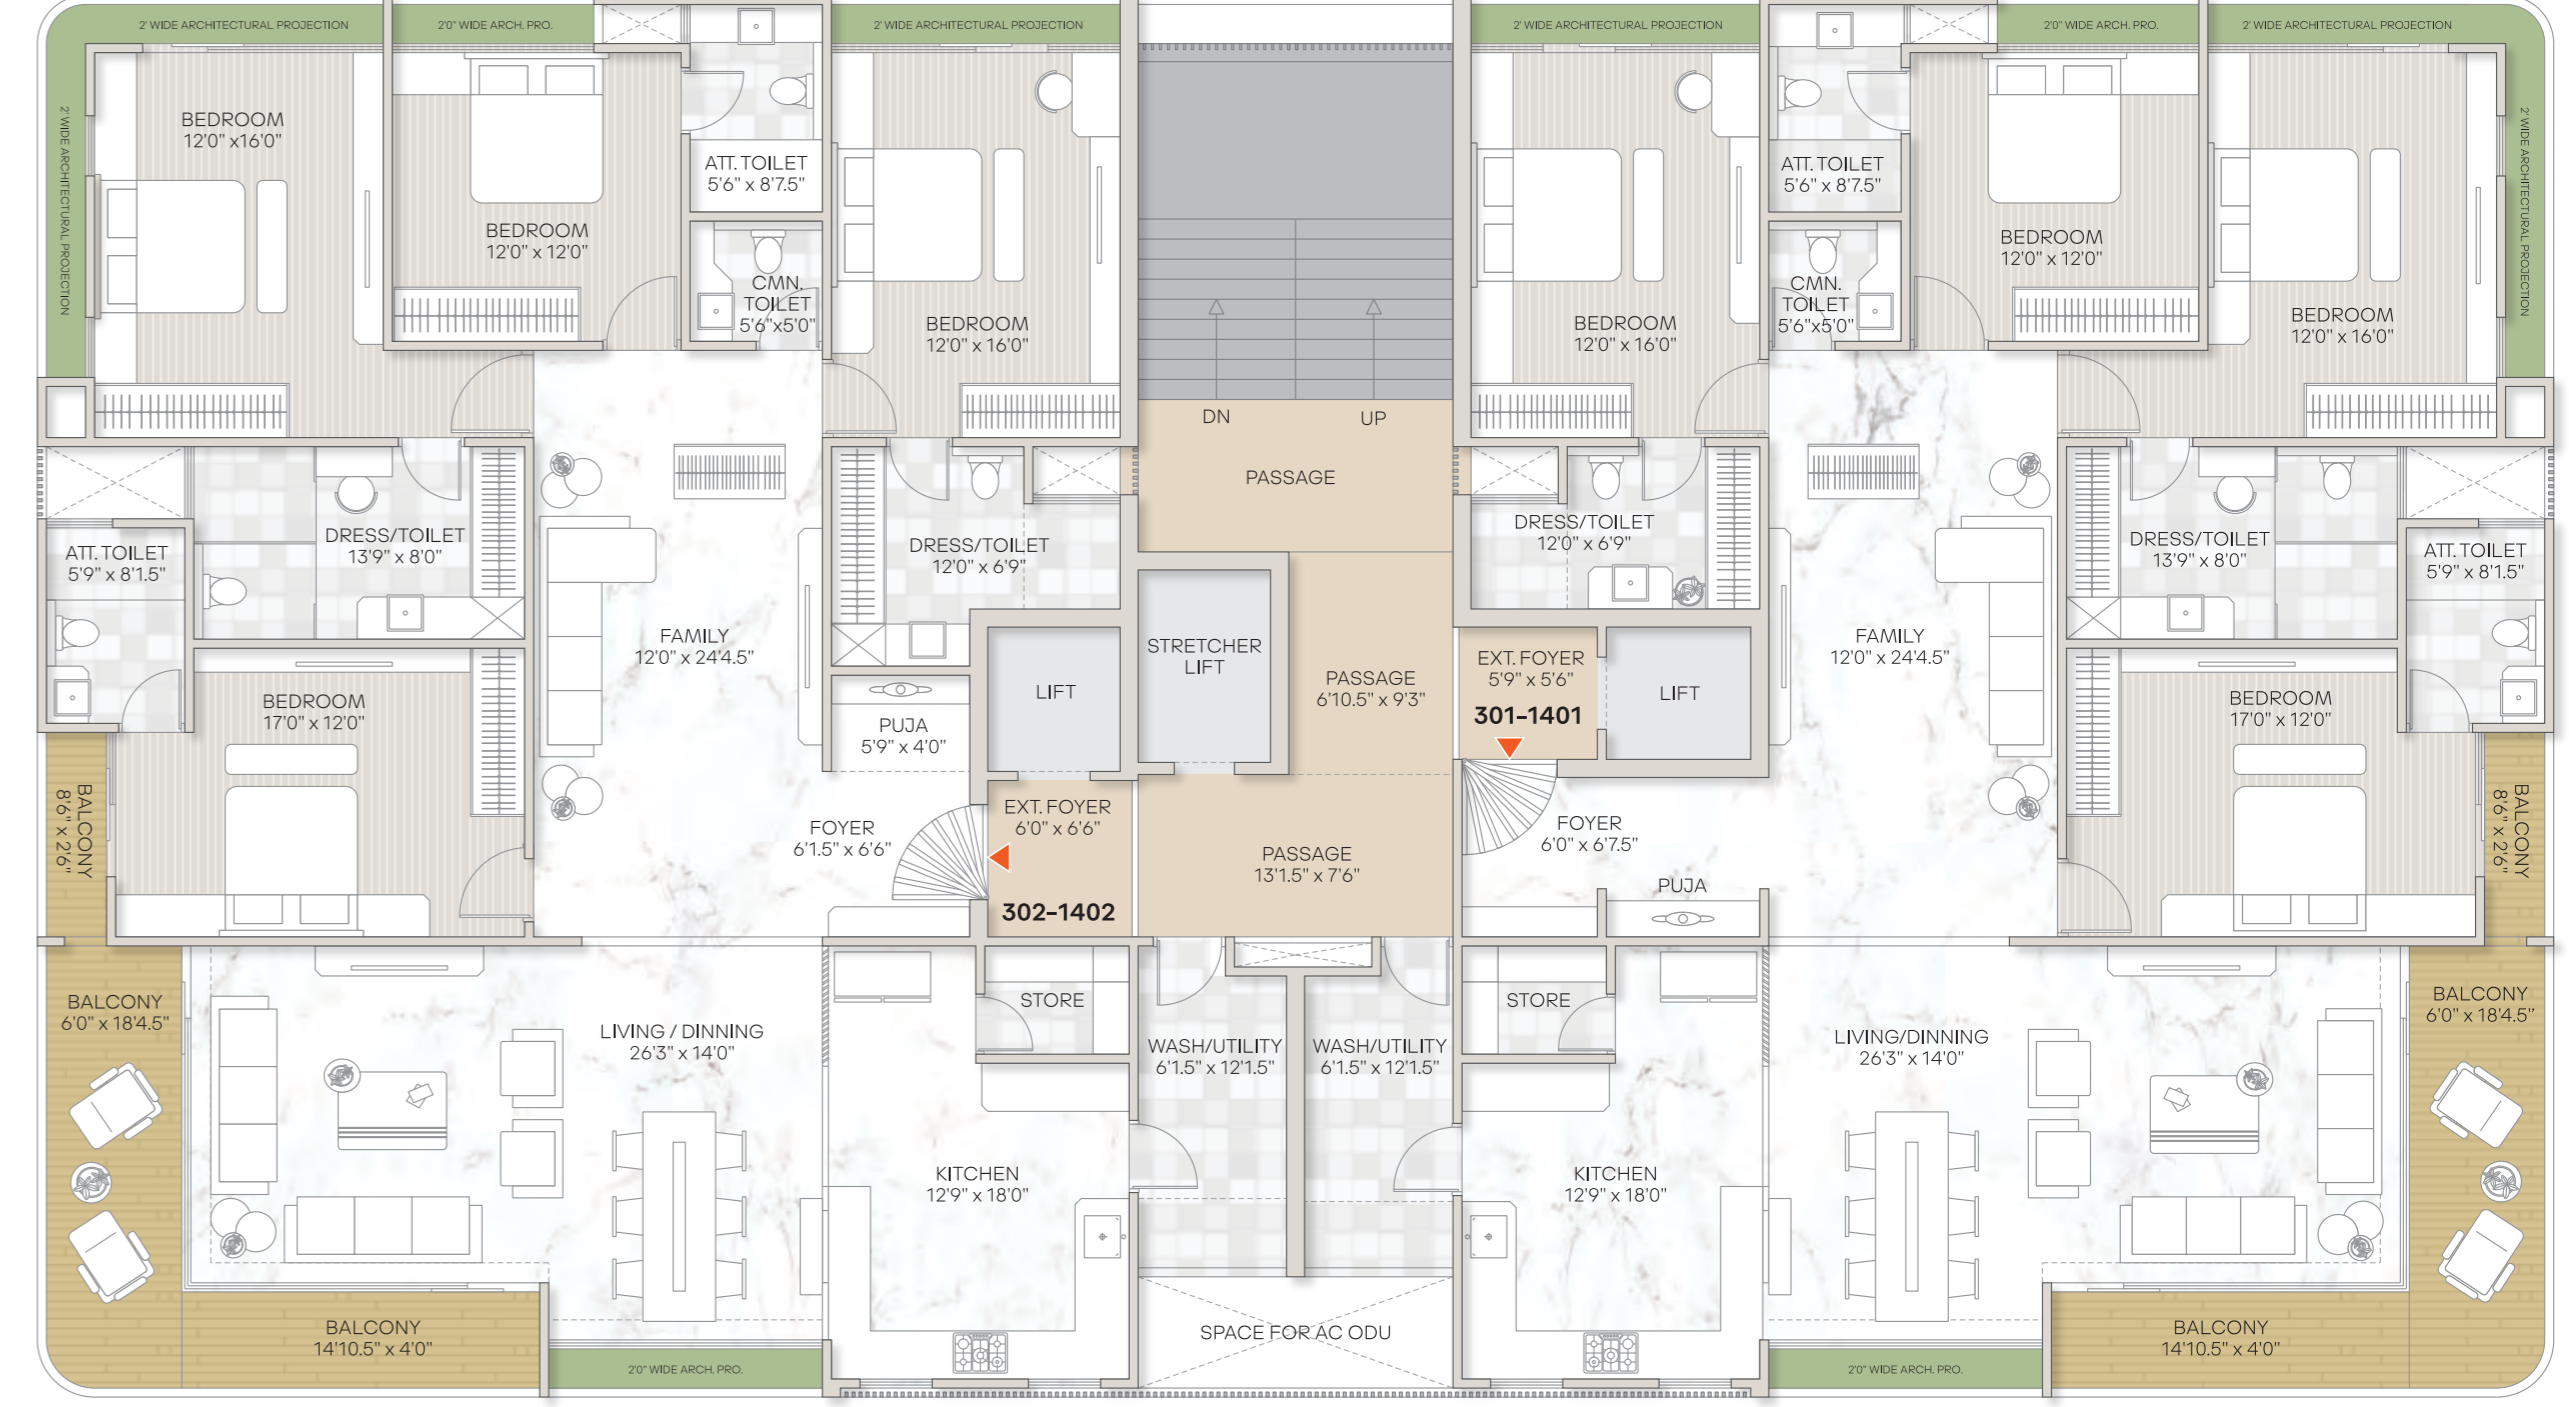 2' WIDE ARCHITECTURAL PROJECTION
2'0" WIDE ARCH. PRO.
2' WIDE ARCHITECTURAL PROJECTION
2' WIDE ARCHITECTURAL PROJECTION
2'0" WIDE ARCH. PRO.
2' WIDE ARCHITECTURAL PROJECTION
2' WIDE ARCHITECTURAL PROJECTION
BEDROOM
12'0" x16'0"
BEDROOM
12'0" x 12'0"
ATT. TOILET
5'6" x 8'7.5"
CMN.
TOILET
5'6"x5'0"
BEDROOM
12'0" x 16'0"
BEDROOM
12'0" x 16'0"
ATT. TOILET
5'6" x 8'7.5"
CMN.
TOILET
5'6"x5'0"
BEDROOM
12'0" x 12'0"
BEDROOM
12'0" x 16'0"
2' WIDE ARCHITECTURAL PROJECTION
DN
UP
PASSAGE
ATT. TOILET
5'9" x 8'1.5"
DRESS/TOILET
13'9" x 8'0"
DRESS/TOILET
12'0" x 6'9"
DRESS/TOILET
12'0" x 6'9"
DRESS/TOILET
13'9" x 8'0"
ATT. TOILET
5'9" x 8'1.5"
FAMILY
12'0" x 24'4.5"
STRETCHER
LIFT
FAMILY
12'0" x 24'4.5"
BEDROOM
17'0" x 12'0"
PUJA
5'9" x 4'0"
LIFT
PASSAGE
6'10.5" x 9'3"
EXT. FOYER
5'9" x 5'6"
301-1401
LIFT
BEDROOM
17'0" x 12'0"
BALCONY
8'6" x 2'6"
FOYER
6'1.5" x 6'6"
EXT. FOYER
6'0" x 6'6"
302-1402
PASSAGE
13'1.5" x 7'6"
FOYER
6'0" x 6'7.5"
PUJA
BALCONY
8'6" x 2'6"
BALCONY
6'0" x 18'4.5"
LIVING / DINNING
26'3" x 14'0"
STORE
WASH/UTILITY
6'1.5" x 12'1.5"
WASH/UTILITY
6'1.5" x 12'1.5"
STORE
LIVING/DINNING
26'3" x 14'0"
BALCONY
6'0" x 18'4.5"
KITCHEN
12'9" x 18'0"
KITCHEN
12'9" x 18'0"
BALCONY
14'10.5" x 4'0"
2'0" WIDE ARCH. PRO.
SPACE FOR AC ODU
2'0" WIDE ARCH. PRO.
BALCONY
14'10.5" x 4'0"